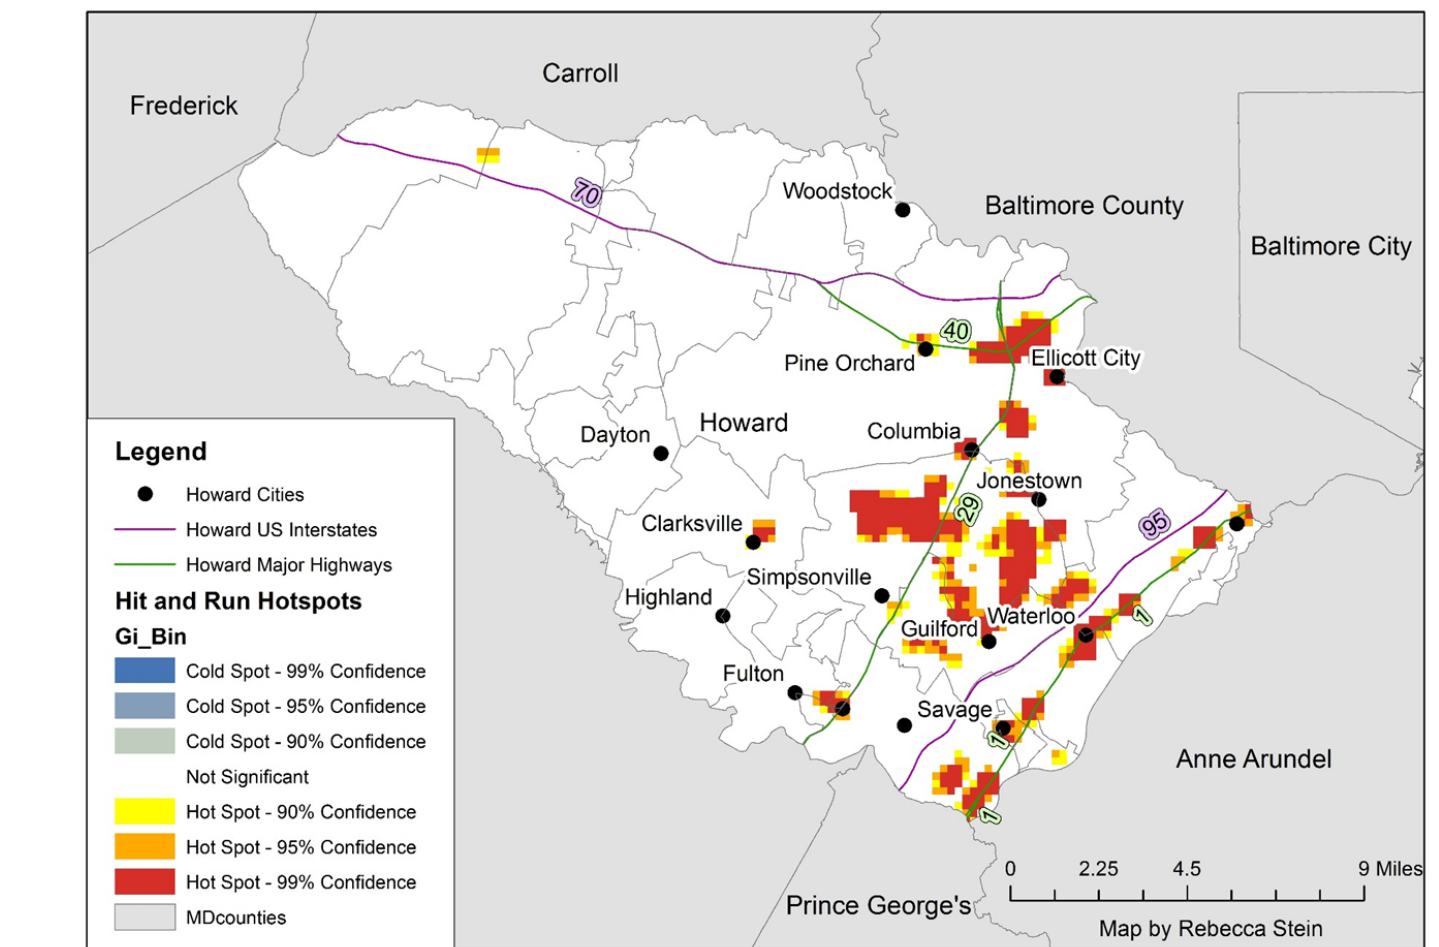 Carroll
Frederick
Woodstock
70
Baltimore County
Baltimore City
40
Pine Orchard
Ellicott City
Howard
Columbia
Dayton
Jonestown
29
95
Clarksville
Simpsonville
Highland
Waterloo
1
Guilford
Fulton
Savage
1
Anne Arundel
1
Prince George's
Legend
Howard Cities
Howard US Interstates
Howard Major Highways
Hit and Run Hotspots
Gi_Bin
Cold Spot - 99% Confidence
Cold Spot - 95% Confidence
Cold Spot - 90% Confidence
Not Significant
Hot Spot - 90% Confidence
Hot Spot - 95% Confidence
Hot Spot - 99% Confidence
MDcounties
0 2.25 4.5 9 Miles
Map by Rebecca Stein